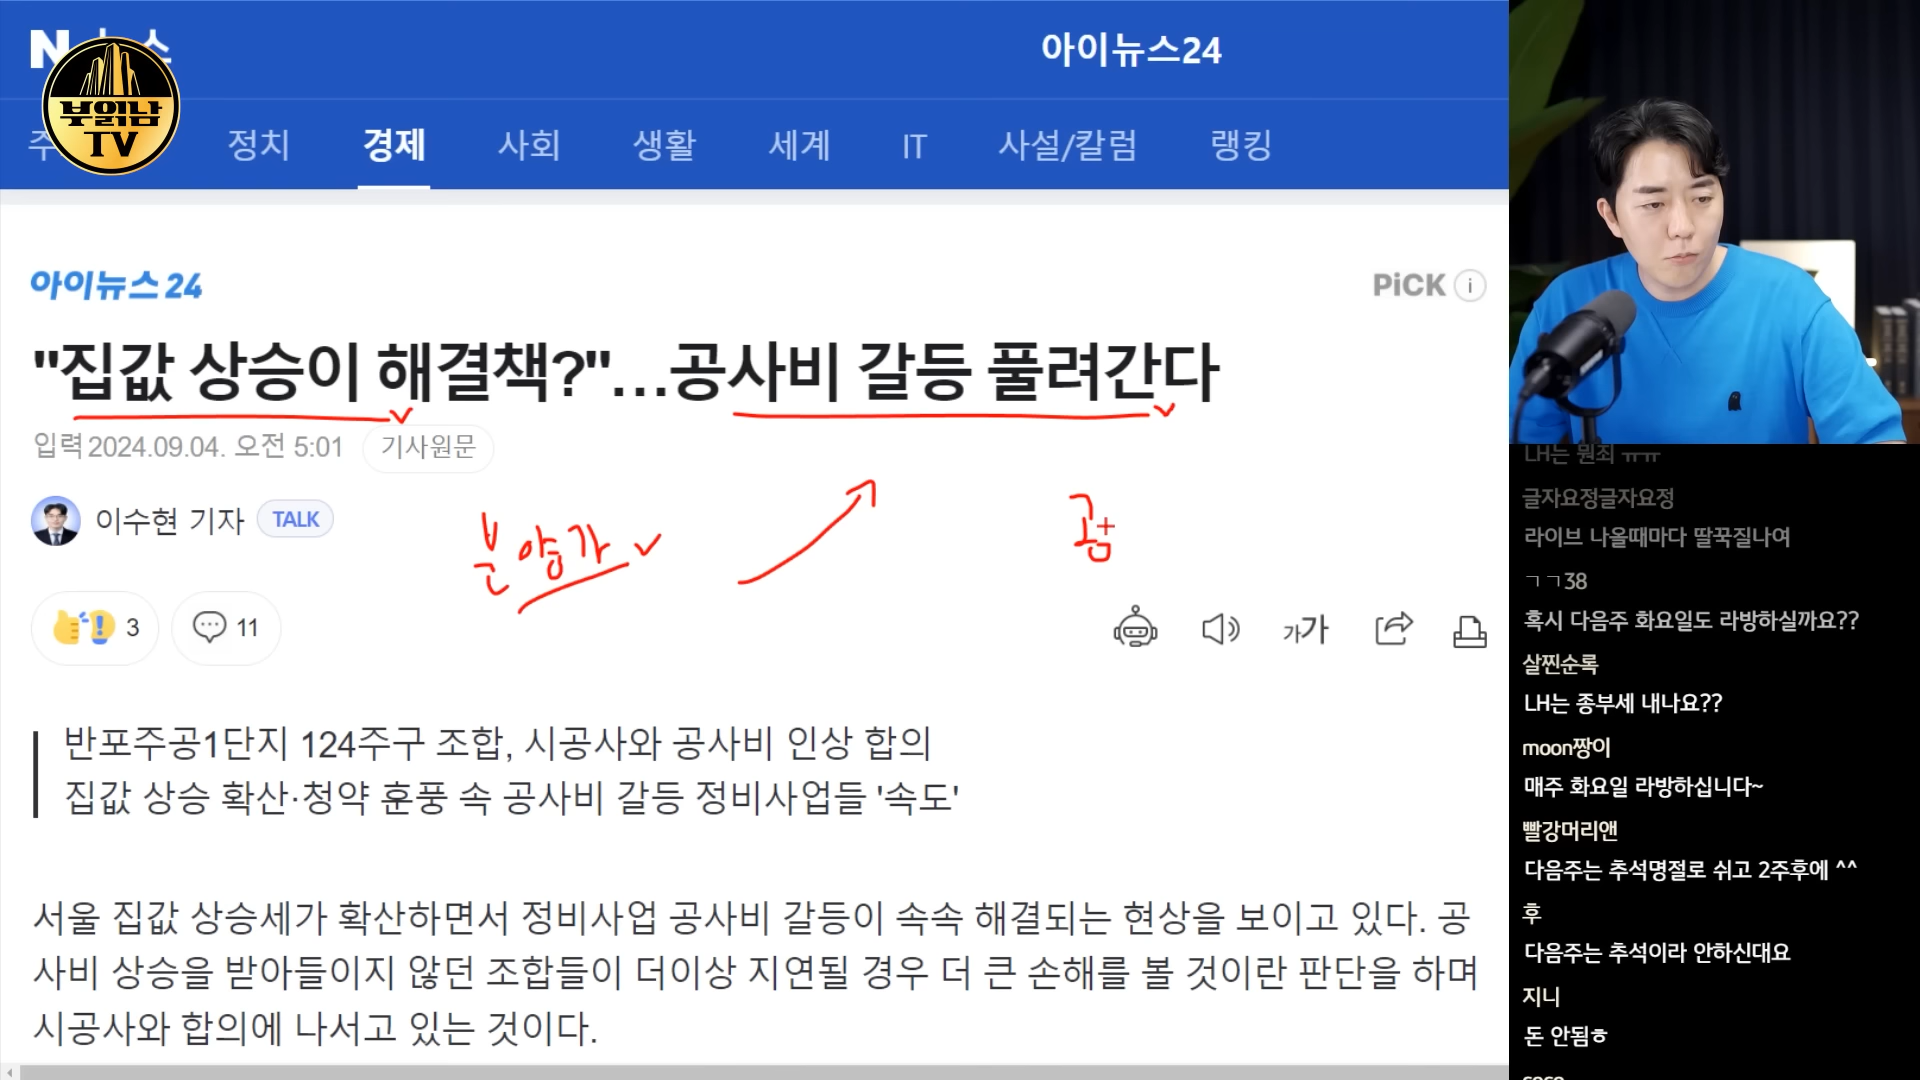 부읽남
TV
아이뉴스24
정치 경제 사회 생활 세계 IT 사설/칼럼 랭킹
아이뉴스24
PiCK i
"집값 상승이 해결책?"...공사비 갈등 풀려간다
입력 2024.09.04. 오전 5:01 기사원문
이수현 기자 TALK
분양가
3 11
가가
반포주공1단지 124주구 조합, 시공사와 공사비 인상 합의
집값 상승 확산·청약 훈풍 속 공사비 갈등 정비사업들 '속도'
서울 집값 상승세가 확산하면서 정비사업 공사비 갈등이 속속 해결되는 현상을 보이고 있다. 공
사비 상승을 받아들이지 않던 조합들이 더이상 지연될 경우 더 큰 손해를 볼 것이란 판단을 하며
시공사와 합의에 나서고 있는 것이다.
LH는 뭔죄 ㅠㅠ
글자요정글자요정
라이브 나올때마다 딸꾹질나여
ㄱㄱ38
혹시 다음주 화요일도 라방하실까요??
살찐순록
LH는 종부세 내나요??
moon짱이
매주 화요일 라방하십니다~
빨강머리앤
다음주는 추석명절로 쉬고 2주후에 ^^
후
다음주는 추석이라 안하신대요
지니
돈 안됨ㅎ